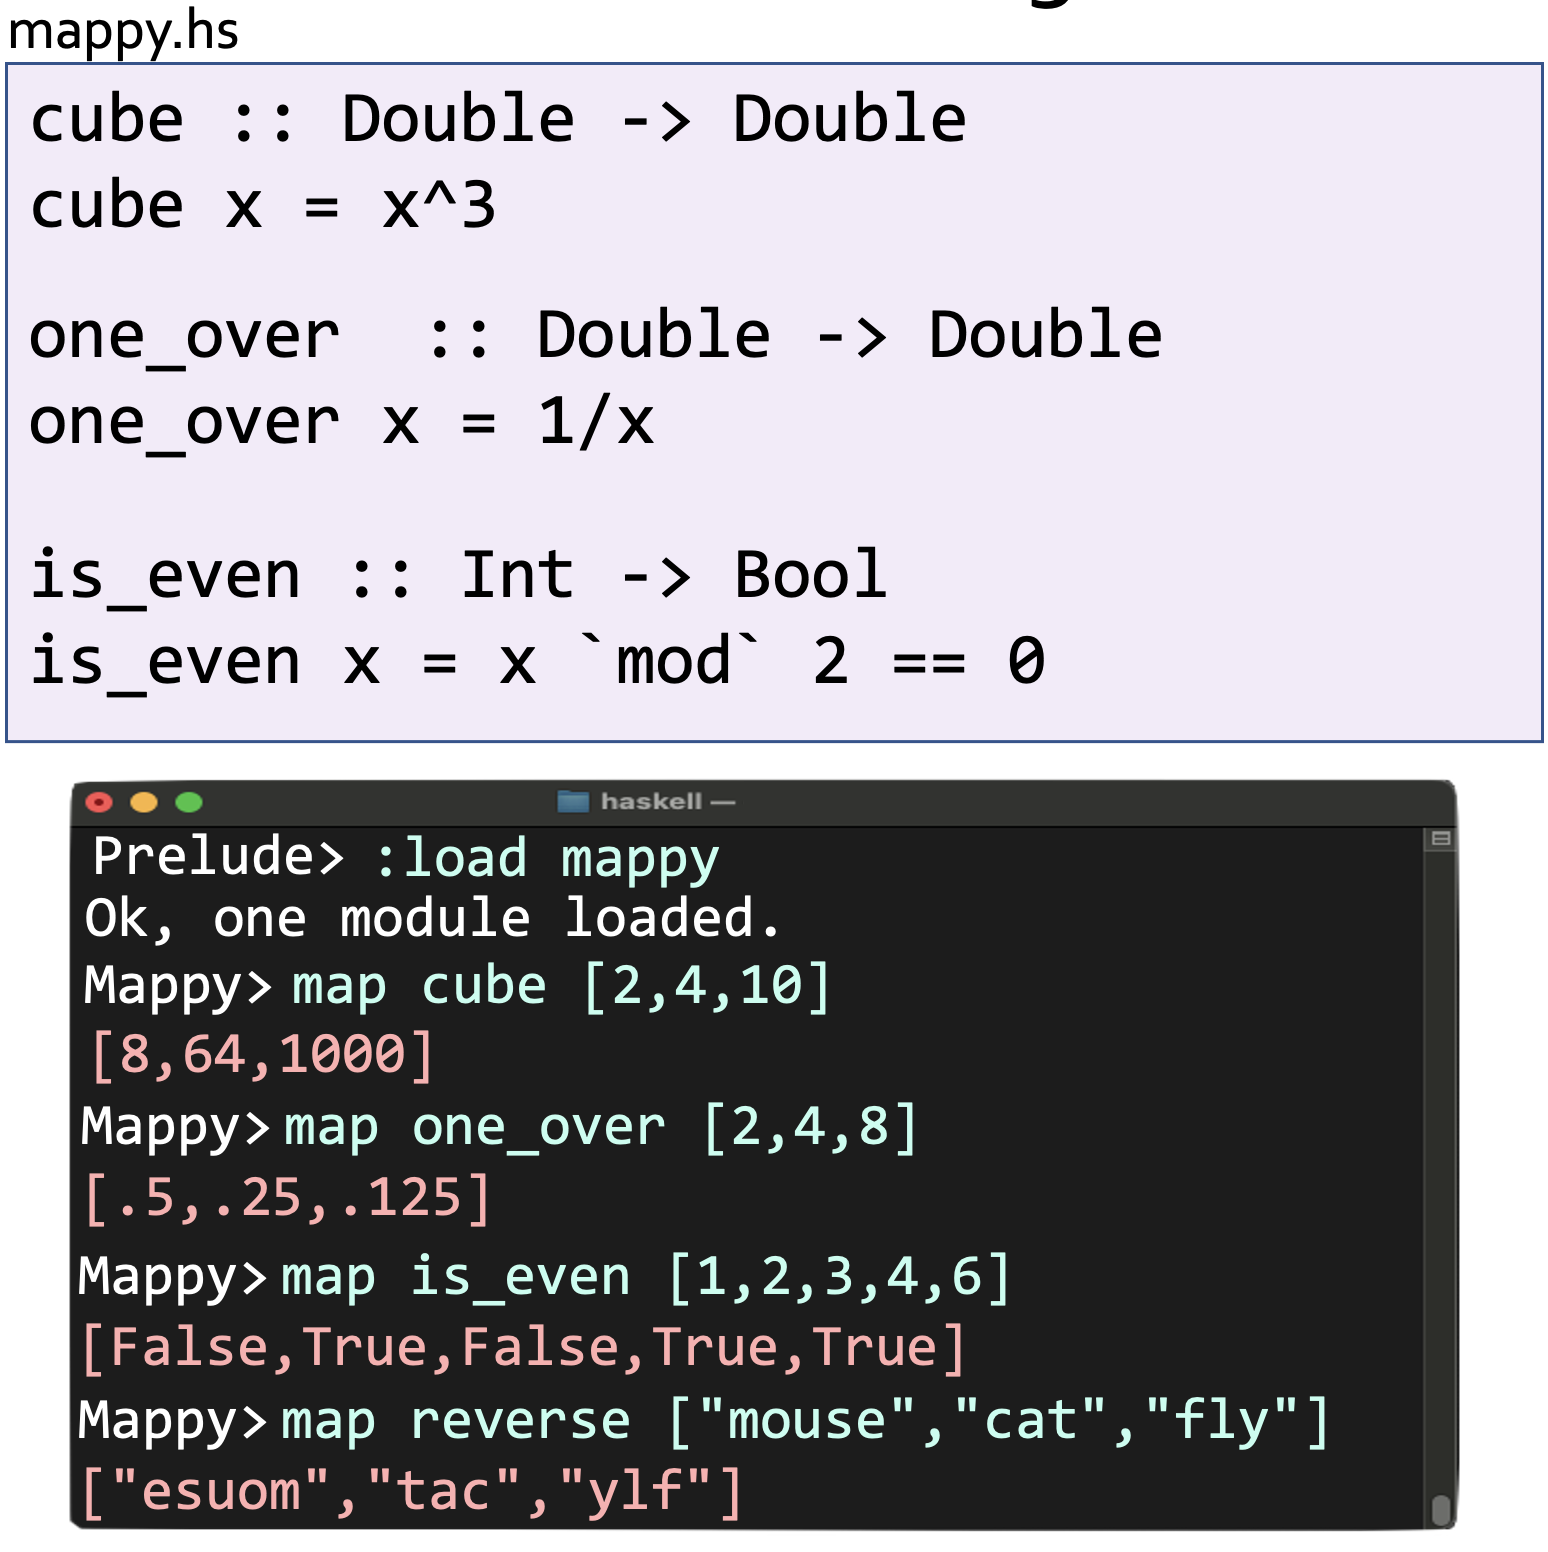 mappy.hs
cube :: Double -> Double
cube x = x^3
one_over  :: Double -> Double
one_over x = 1/x
is_even :: Int -> Bool
is_even x = x `mod` 2 == 0
haskell —
Prelude> :load mappy
Ok, one module loaded.
Mappy> map cube [2,4,10]
[8,64,1000]
Mappy> map one_over [2,4,8]
[.5,.25,.125]
Mappy> map is_even [1,2,3,4,6]
[False,True,False,True,True]
Mappy> map reverse ["mouse","cat","fly"]
["esuom","tac","ylf"]